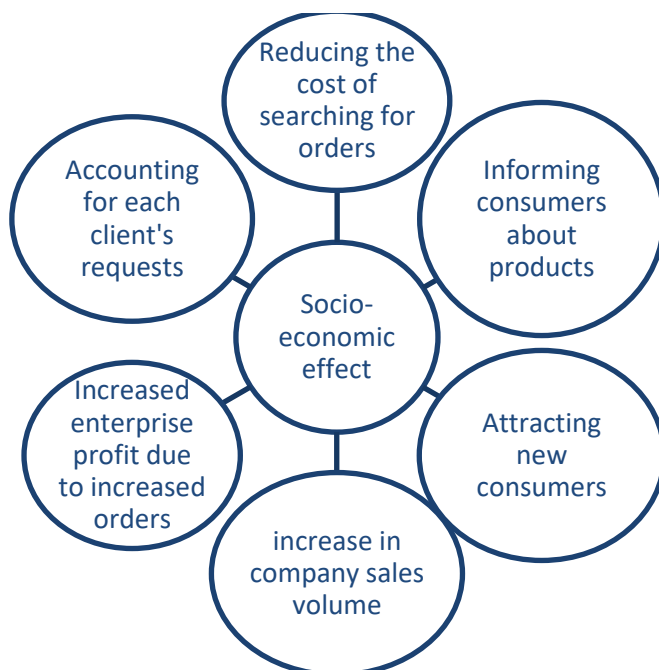 Reducing the
cost of
searching for
orders
Informing
consumers
about
products
Attracting
new
consumers
increase in
company sales
volume
Increased
enterprise
profit due
to increased
orders
Accounting
for each
client's
requests
Socio-
economic
effect